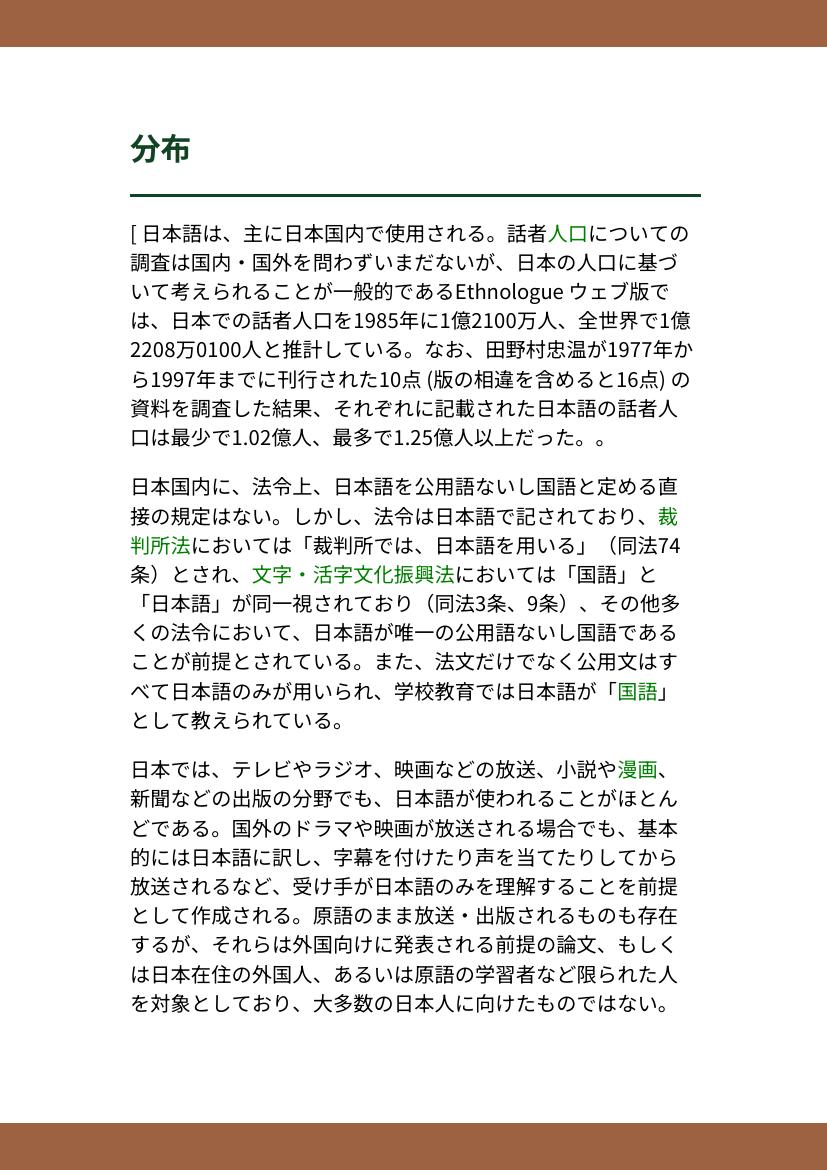 分布
[ 日本語は、主に日本国内で使用される。話者人口についての
調査は国内・国外を問わずいまだないが、日本の人口に基づ
いて考えられることが一般的であるEthnologue ウェブ版で
は、日本での話者人口を1985年に1億2100万人、全世界で1億
2208万0100人と推計している。なお、田野村忠温が1977年か
ら1997年までに刊行された10点 (版の相違を含めると16点) の
資料を調査した結果、それぞれに記載された日本語の話者人
口は最少で1.02億人、最多で1.25億人以上だった。。
日本国内に、法令上、日本語を公用語ないし国語と定める直
接の規定はない。しかし、法令は日本語で記されており、裁
判所法においては「裁判所では、日本語を用いる」（同法74
条）とされ、文字・活字文化振興法においては「国語」と
「日本語」が同一視されており（同法3条、9条）、その他多
くの法令において、日本語が唯一の公用語ないし国語である
ことが前提とされている。また、法文だけでなく公用文はす
べて日本語のみが用いられ、学校教育では日本語が「国語」
として教えられている。
日本では、テレビやラジオ、映画などの放送、小説や漫画、
新聞などの出版の分野でも、日本語が使われることがほとん
どである。国外のドラマや映画が放送される場合でも、基本
的には日本語に訳し、字幕を付けたり声を当てたりしてから
放送されるなど、受け手が日本語のみを理解することを前提
として作成される。原語のまま放送・出版されるものも存在
するが、それらは外国向けに発表される前提の論文、もしく
は日本在住の外国人、あるいは原語の学習者など限られた人
を対象としており、大多数の日本人に向けたものではない。